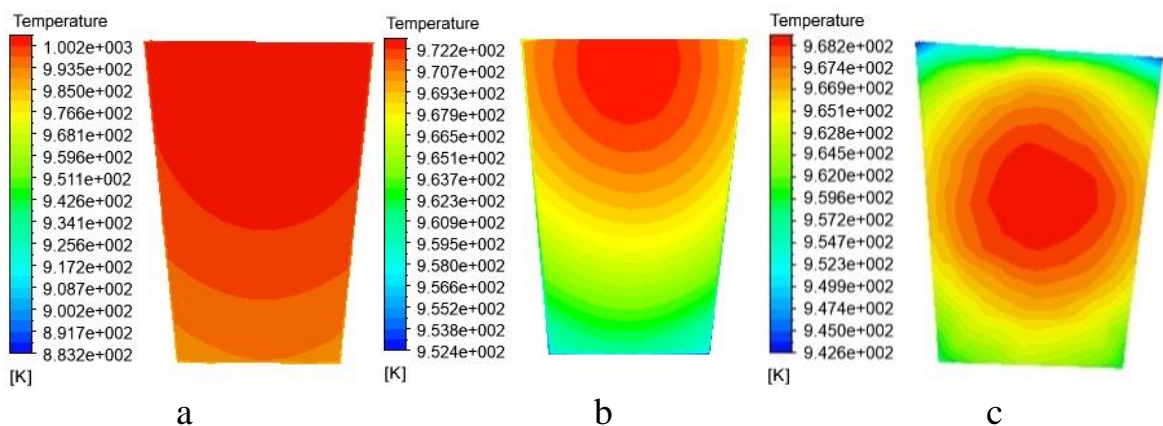 Temperature
1.002e+003
9.935e+002
9.850e+002
9.766e+002
9.681e+002
9.596e+002
9.511e+002
9.426e+002
9.341e+002
9.256e+002
9.172e+002
9.087e+002
9.002e+002
8.917e+002
8.832e+002
[K]
a
Temperature
9.722e+002
9.707e+002
9.693e+002
9.679e+002
9.665e+002
9.651e+002
9.637e+002
9.623e+002
9.609e+002
9.595e+002
9.580e+002
9.566e+002
9.552e+002
9.538e+002
9.524e+002
[K]
b
Temperature
9.682e+002
9.674e+002
9.669e+002
9.651e+002
9.628e+002
9.645e+002
9.620e+002
9.596e+002
9.572e+002
9.547e+002
9.523e+002
9.499e+002
9.474e+002
9.450e+002
9.426e+002
[K]
c